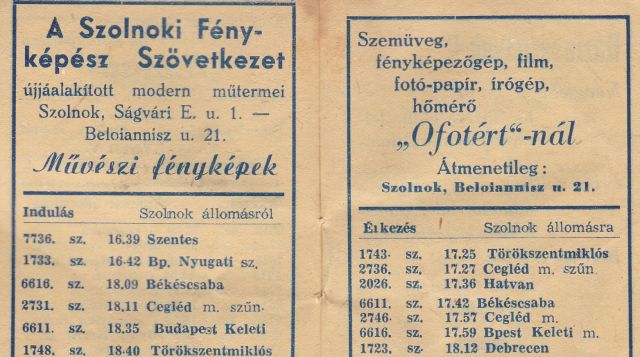 A Szolnoki Fény-
képész Szövetkezet
újjáalakított modern műtermei
Szolnok, Ságvári E. u. 1. —
Beloiannisz u. 21.
Művészi fényképek
Indulás Szolnok állomásról
7736. sz. 16.39 Szentes
1733. sz. 16.42 Bp. Nyugati sz.
6616. sz. 18.09 Békéscsaba
2731. sz. 18.11 Cegléd m. szün.
6611. sz. 18.35 Budapest Keleti
1748. sz. 18.40 Törökszentmiklós
Szemüveg,
fényképezőgép, film,
fotó-papír, írógép,
hőmérő
„Ofotért“-nál
Átmenetileg:
Szolnok, Beloiannisz u. 21.
Érkezés Szolnok állomásra
1743. sz. 17.25 Törökszentmiklós
2736. sz. 17.27 Cegléd m. szün.
2026. sz. 17.36 Hatvan
6611. sz. 17.42 Békéscsaba
2746. sz. 17.57 Cegléd m.
6616. sz. 17.59 Bpest Keleti m.
1723. sz. 18.12 Debrecen